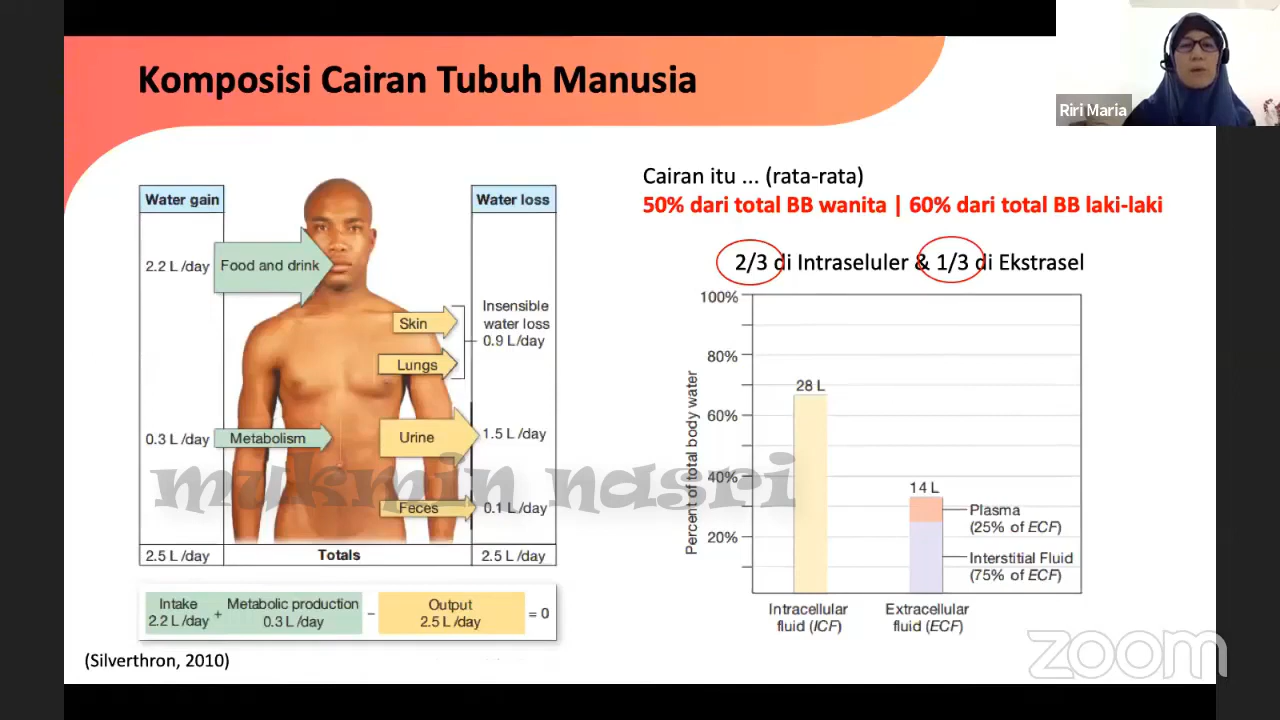 Komposisi Cairan Tubuh Manusia
Riri Maria
Water gain
Water loss
2.2 L /day
Food and drink
Skin
Lungs
Insensible
water loss
0.9 L /day
0.3 L /day
Metabolism
Urine
1.5 L /day
Feces
0.1 L /day
2.5 L /day
Totals
2.5 L /day
Intake
2.2 L /day
+
Metabolic production
0.3 L /day
–
Output
2.5 L /day
= 0
(Silverthron, 2010)
Cairan itu ... (rata-rata)
50% dari total BB wanita | 60% dari total BB laki-laki
2/3 di Intraseluler & 1/3 di Ekstrasel
Percent of total body water
100%
80%
60%
40%
20%
28 L
14 L
Plasma
(25% of ECF)
Interstitial Fluid
(75% of ECF)
Intracellular
fluid (ICF)
Extracellular
fluid (ECF)
mukmin nasri
zoom